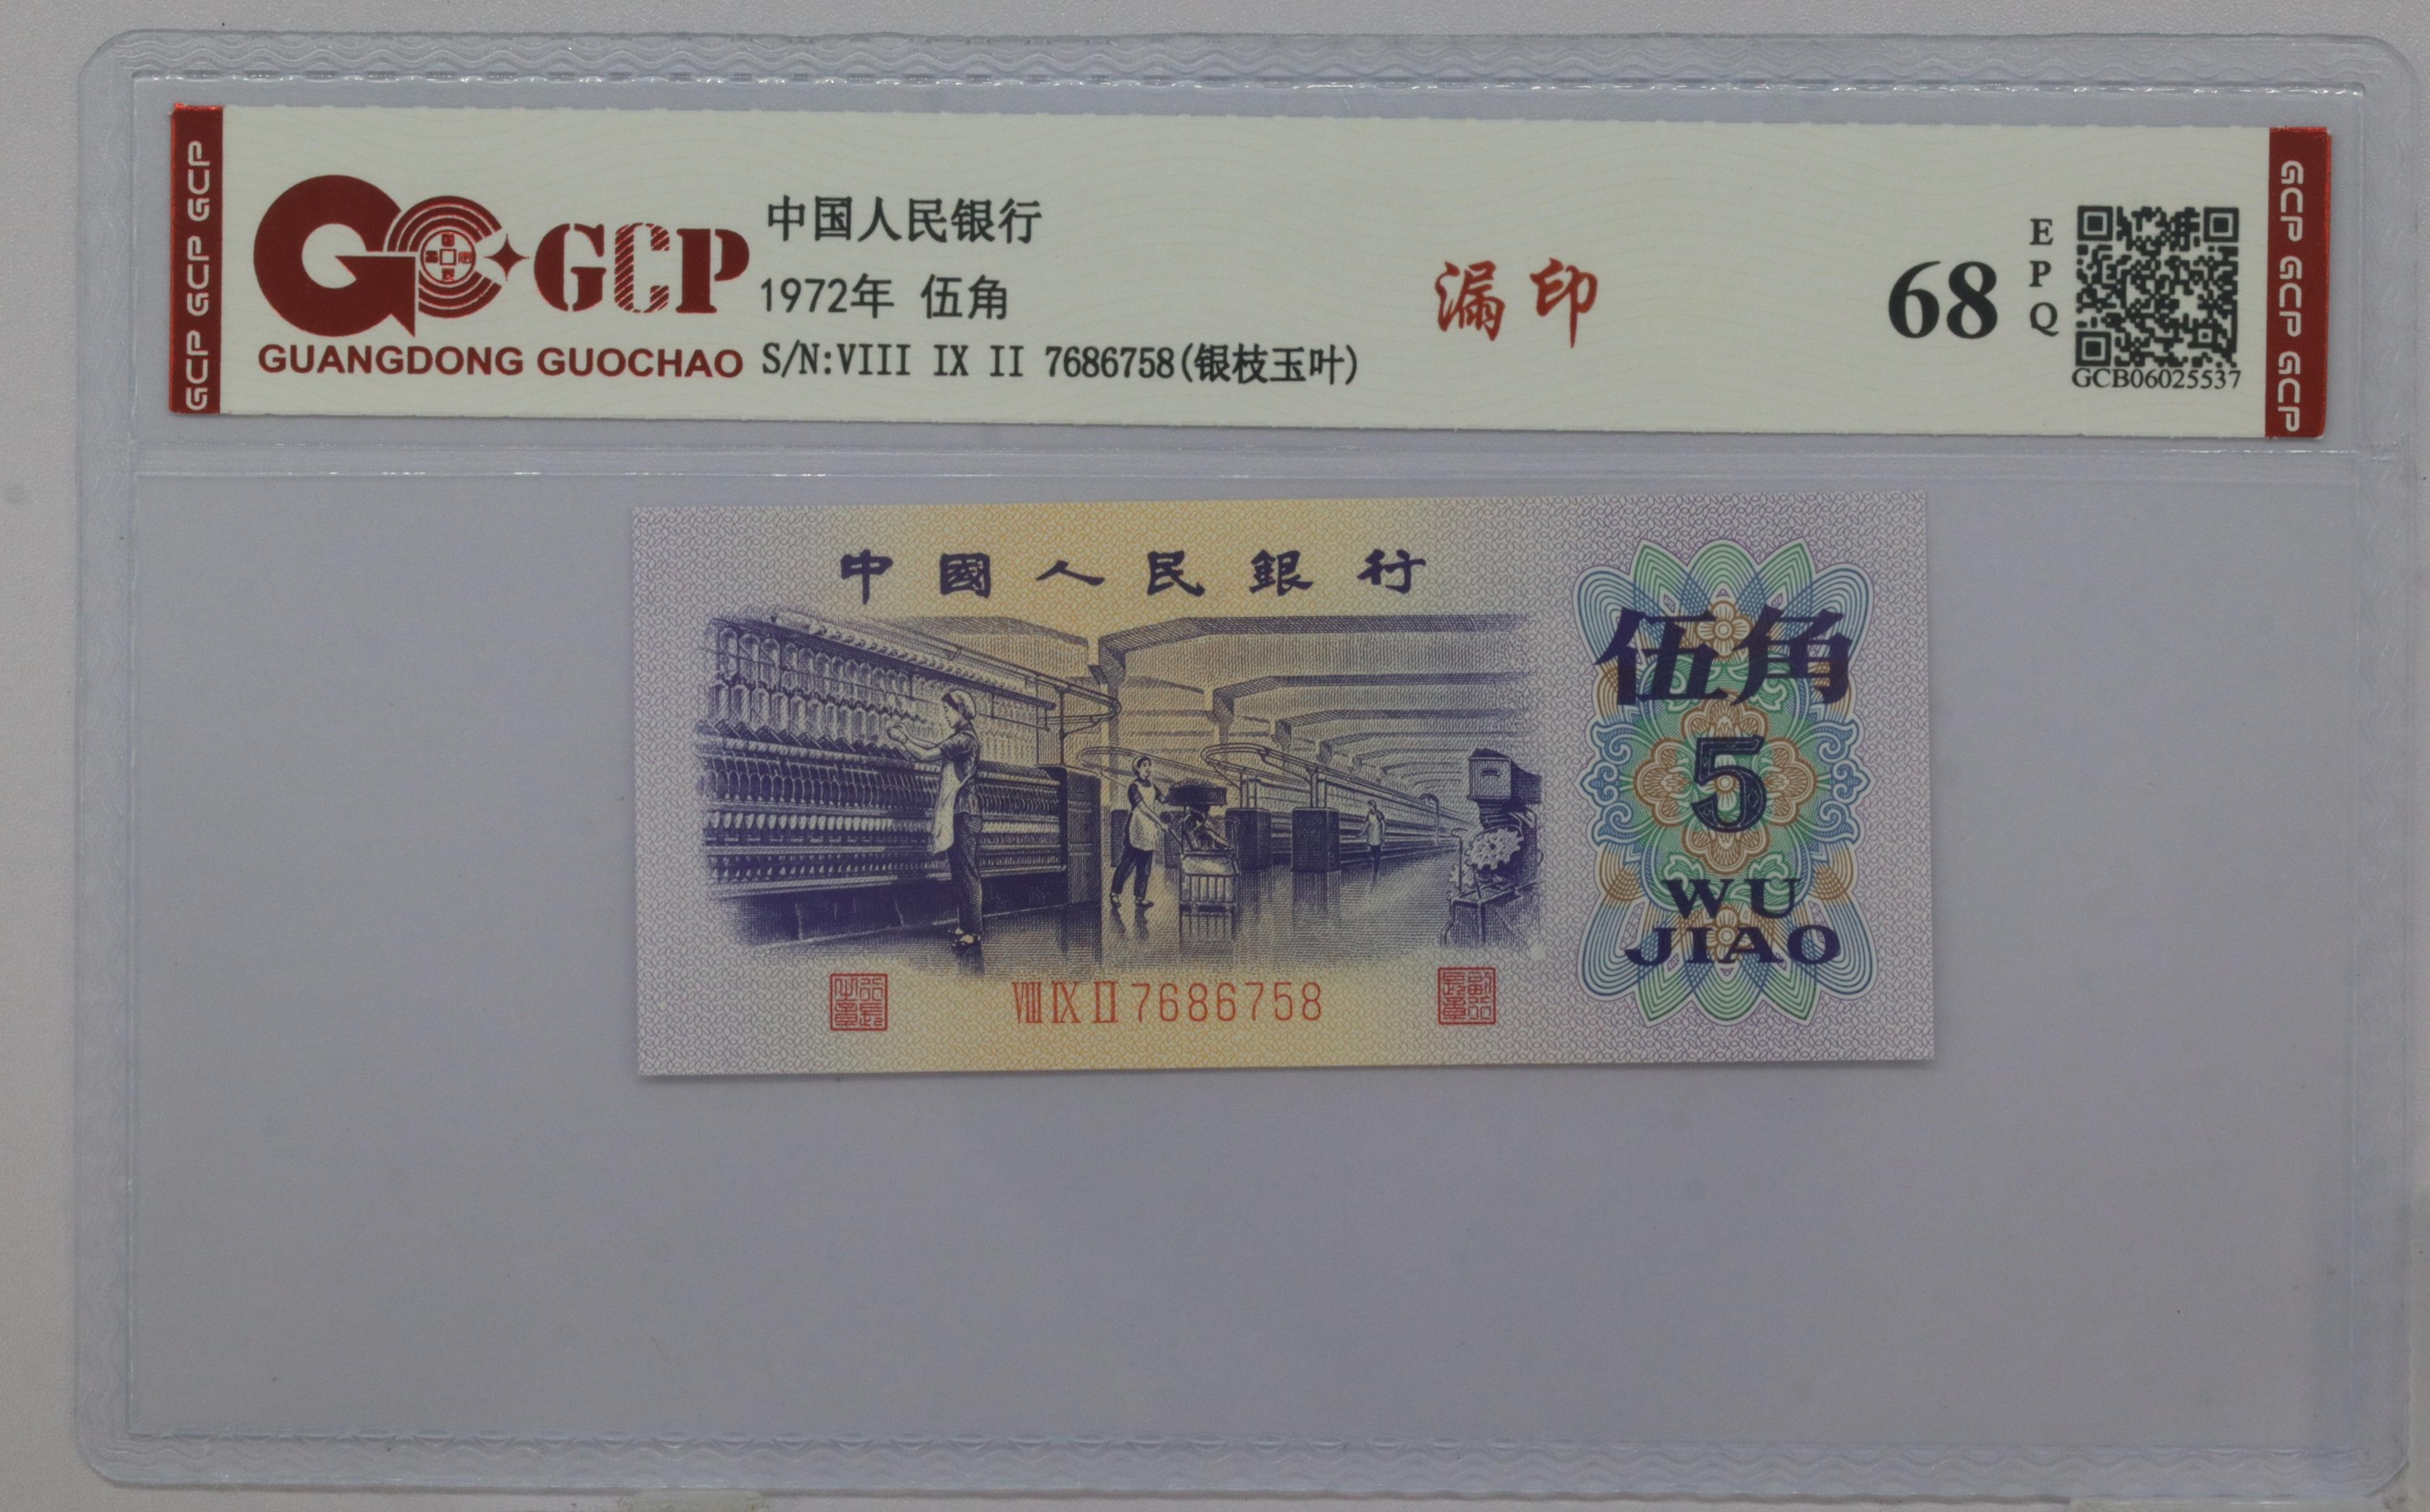 GCP GCP GCP
GCP
GUANGDONG GUOCHAO
中国人民银行
1972年 伍角
S/N:VIII IX II 7686758(银枝玉叶)
漏印
68
EPQ
GCB06025537
GCP GCP GCP
中國人民銀行
伍角
5
WU
JIAO
VIII IX II 7686758